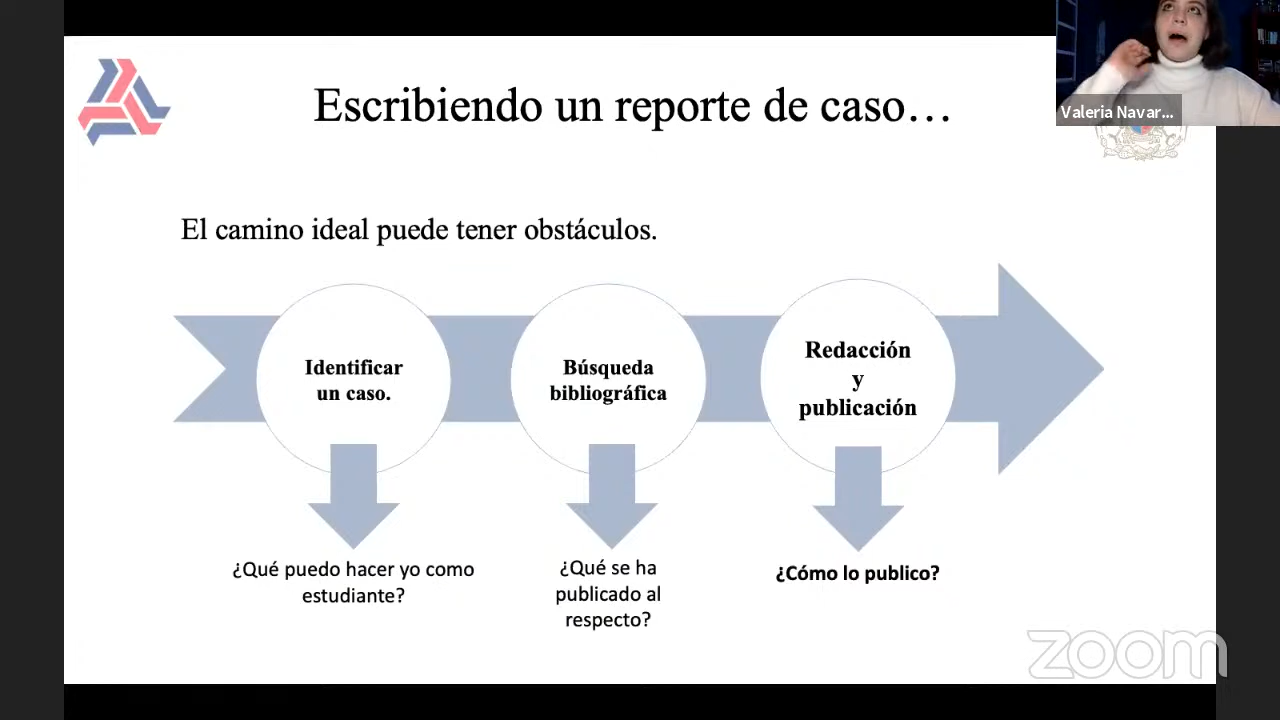 Escribiendo un reporte de caso…
Valeria Navar...
El camino ideal puede tener obstáculos.
Identificar
un caso.
Búsqueda
bibliográfica
Redacción
y
publicación
¿Qué puedo hacer yo como
estudiante?
¿Qué se ha
publicado al
respecto?
¿Cómo lo publico?
zoom